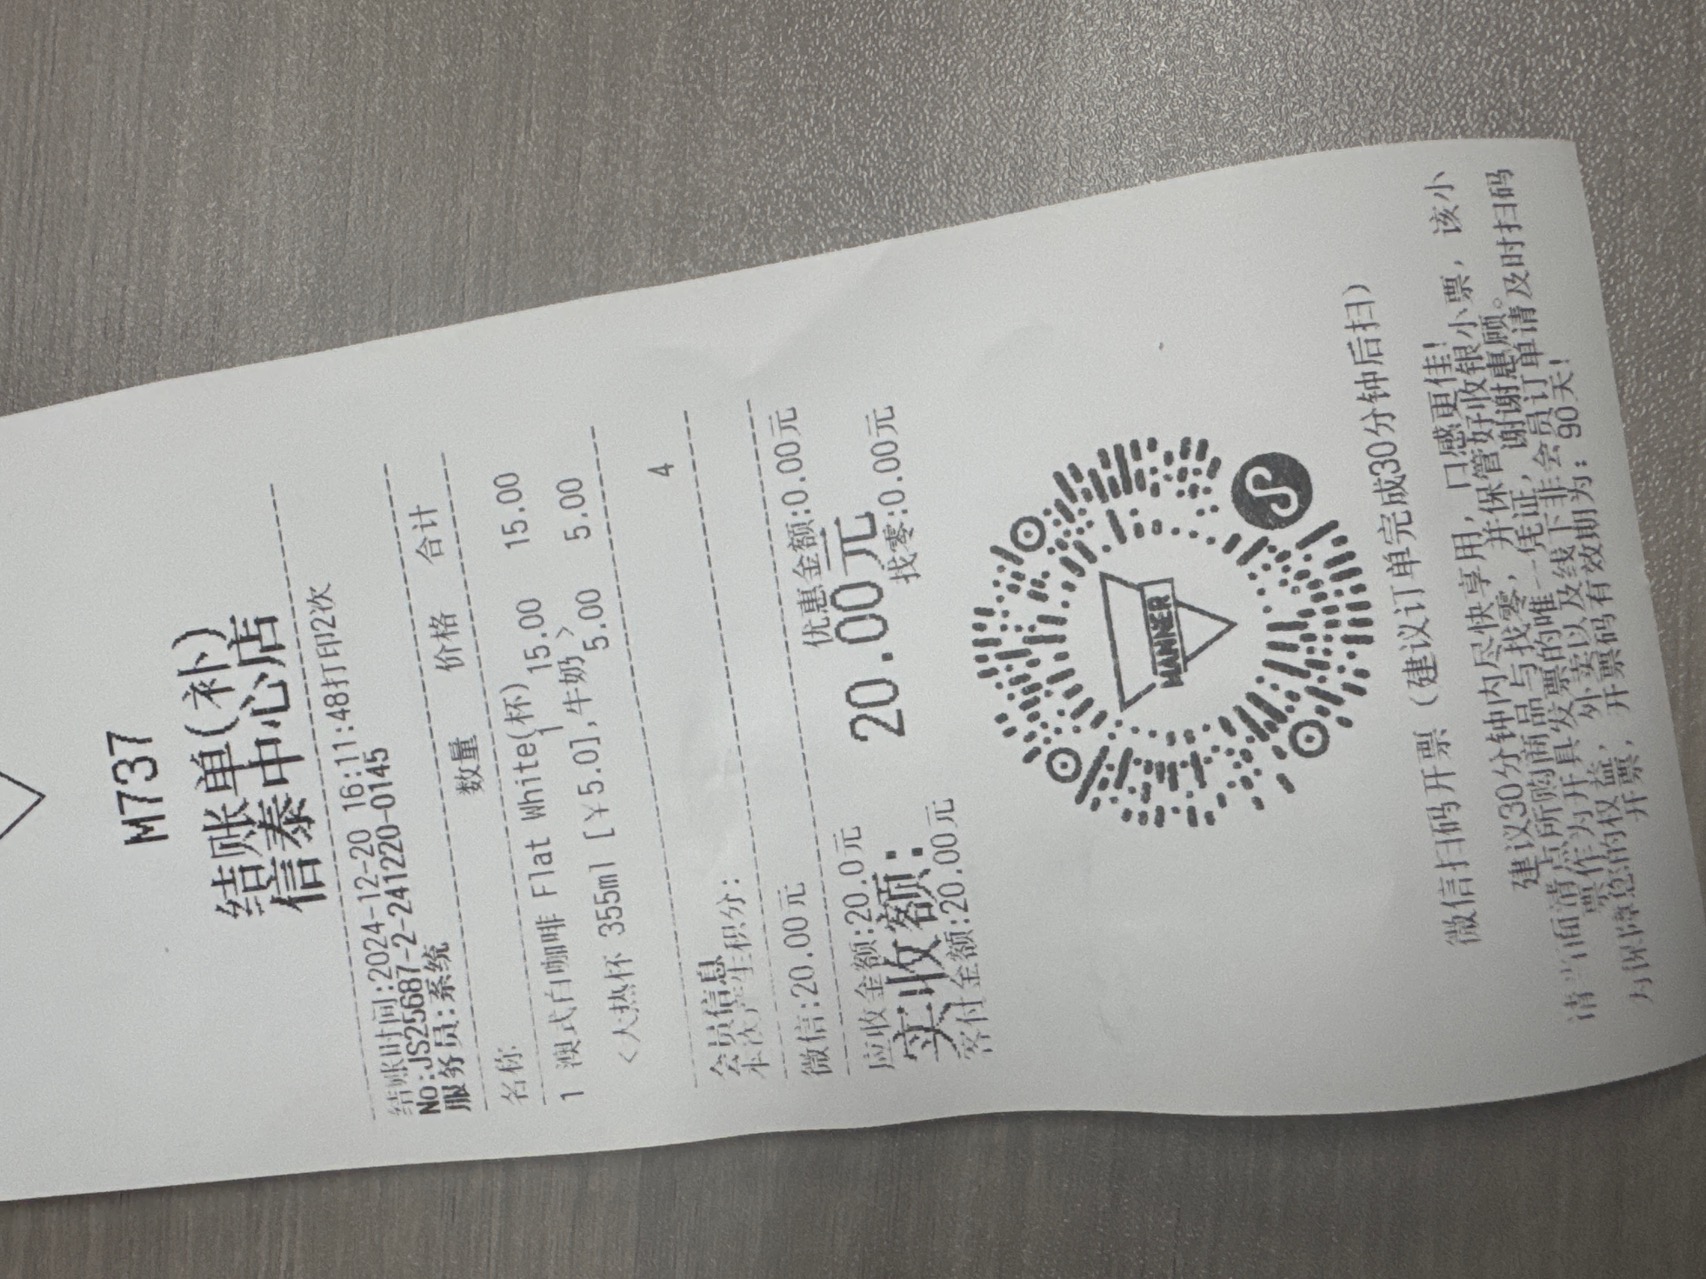 M737
结账单(补)
信泰中心店
结账时间:2024-12-20 16:11:48打印2次
No:JS25687-2-241220-0145
服务员:系统
名称 数量 价格 合计
1 澳式白咖啡 Flat White(杯)
1 15.00 15.00
<大热杯 355ml [￥5.0],牛奶>
5.00 5.00
4
会员信息
本次产生积分:
微信:20.00元 优惠金额:0.00元
应收金额:20.0元
实收额: 20.00元
客付金额:20.00元 找零:0.00元
MANNER
微信扫码开票（建议订单完成30分钟后扫）
建议30分钟内尽快享用，口感更佳!
请当面清点所购商品与找零，并保管好收银小票，该小
票作为开具发票的唯一凭证，谢谢惠顾。
为保障您的权益，外卖以及线下非会员订单请及时扫码
开票，开票码有效期为：90天!